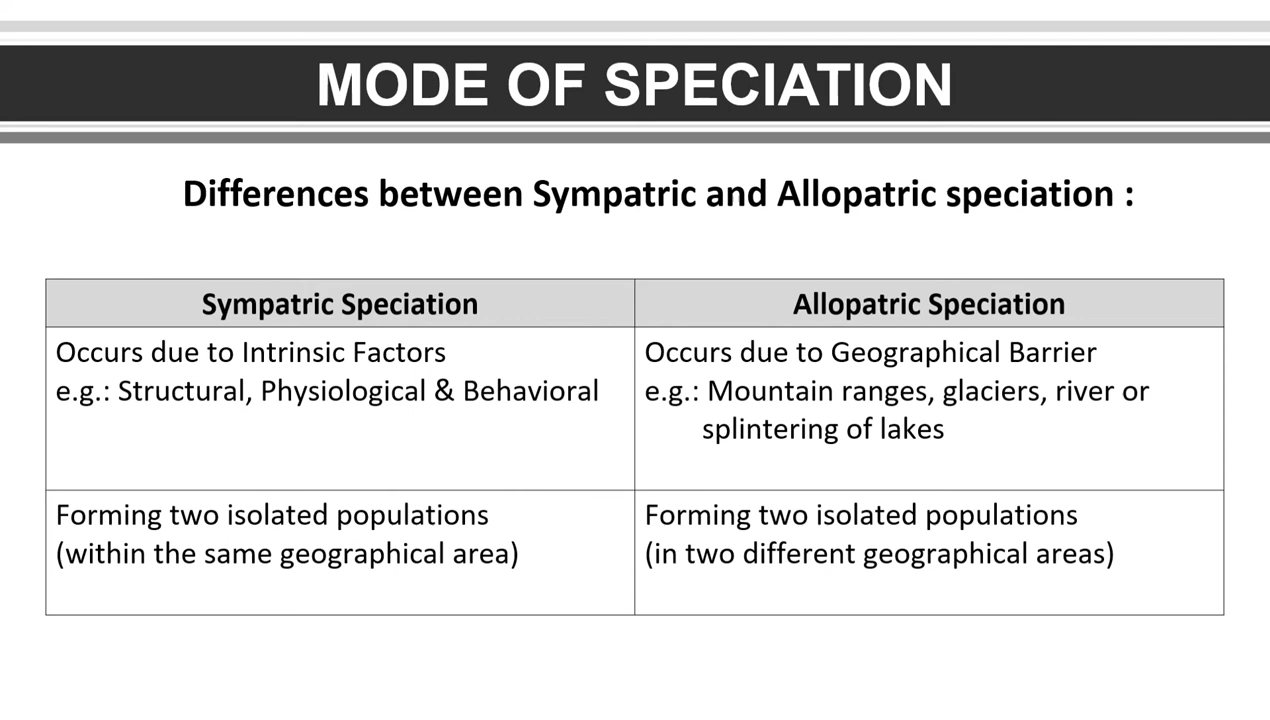 MODE OF SPECIATION
Differences between Sympatric and Allopatric speciation :
Sympatric Speciation
Allopatric Speciation
Occurs due to Intrinsic Factors
e.g.: Structural, Physiological & Behavioral
Occurs due to Geographical Barrier
e.g.: Mountain ranges, glaciers, river or
splintering of lakes
Forming two isolated populations
(within the same geographical area)
Forming two isolated populations
(in two different geographical areas)